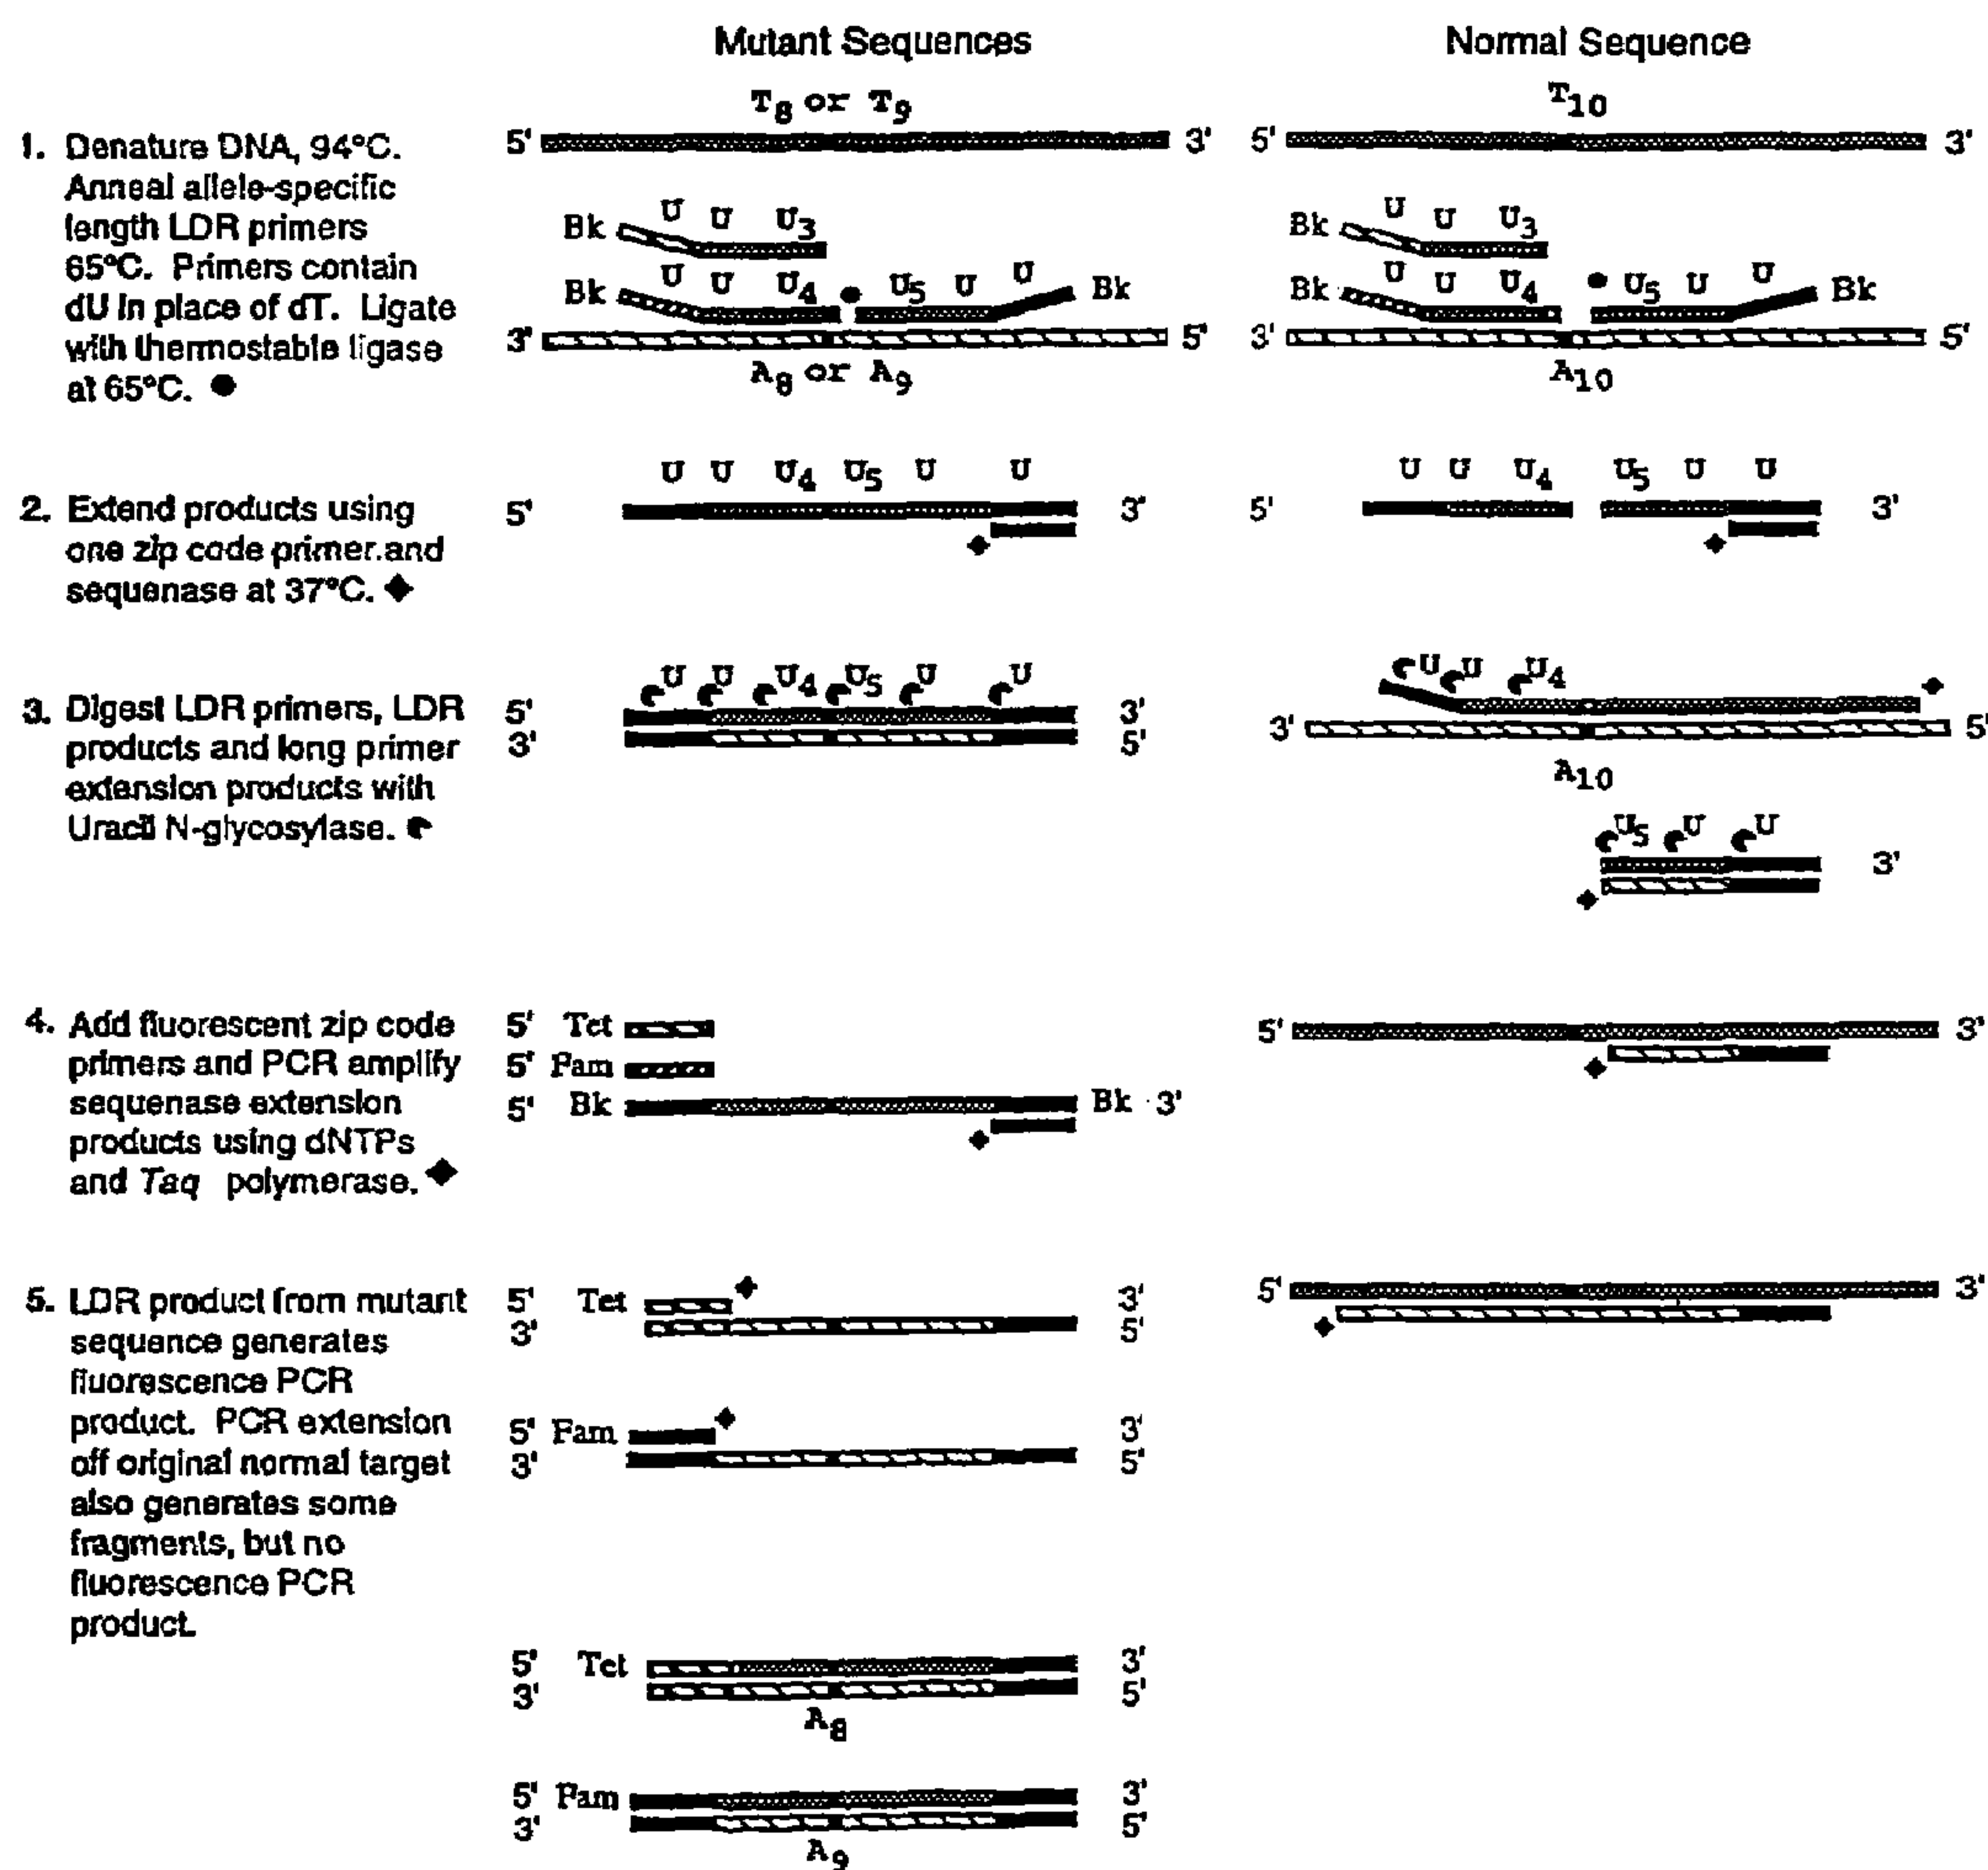 Mutant Sequences Normal Sequence
T8 or T9 T10
1. Denature DNA, 94°C.
Anneal allele-specific
length LDR primers
65°C. Primers contain
dU in place of dT. Ligate
with thermostable ligase
at 65°C. ●
5' 3' 5' 3'
Bk U U U3 Bk U U U3
Bk U U U4 ● U5 U U Bk Bk U U U4 ● U5 U U Bk
3' 5' 3' 5'
A8 or A9 A10
U U U4 U5 U U U U U4 U5 U U
2. Extend products using
one zip code primer and
sequenase at 37°C. ◆
5' 3' 5' 3'
3. Digest LDR primers, LDR
products and long primer
extension products with
Uracil N-glycosylase.
U U U4 U5 U U U U U4
5' 3'
3' 5' 3' 5'
A10
U5 U U
3'
4. Add fluorescent zip code
primers and PCR amplify
sequenase extension
products using dNTPs
and Taq polymerase. ◆
5' Tet 5' 3'
5' Fam
5' Bk Bk 3'
5. LDR product from mutant
sequence generates
fluorescence PCR
product. PCR extension
off original normal target
also generates some
fragments, but no
fluorescence PCR
product.
5' Tet 3' 5' 3'
3' 5'
5' Fam 3'
3' 5'
5' Tet 3'
3' 5'
A8
5' Fam 3'
3' 5'
A9